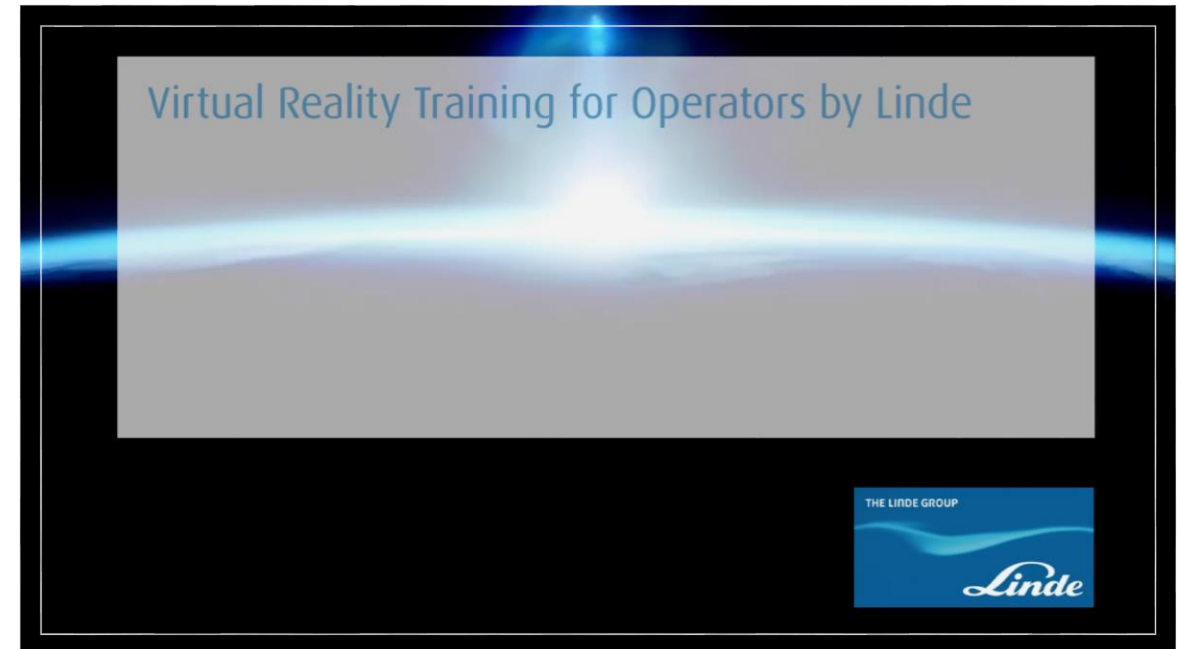 Virtual Reality Training for Operators by Linde
THE LINDE GROUP
Linde